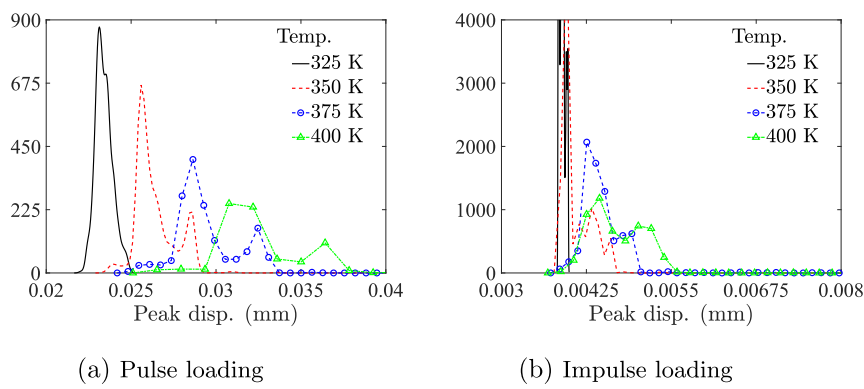 900
675
450
225
0
0.02
0.025
0.03
0.035
0.04
Peak disp. (mm)
Temp.
325 K
350 K
375 K
400 K
(a) Pulse loading
4000
3000
2000
1000
0
0.003
0.00425
0.0055
0.00675
0.008
Peak disp. (mm)
Temp.
325 K
350 K
375 K
400 K
(b) Impulse loading